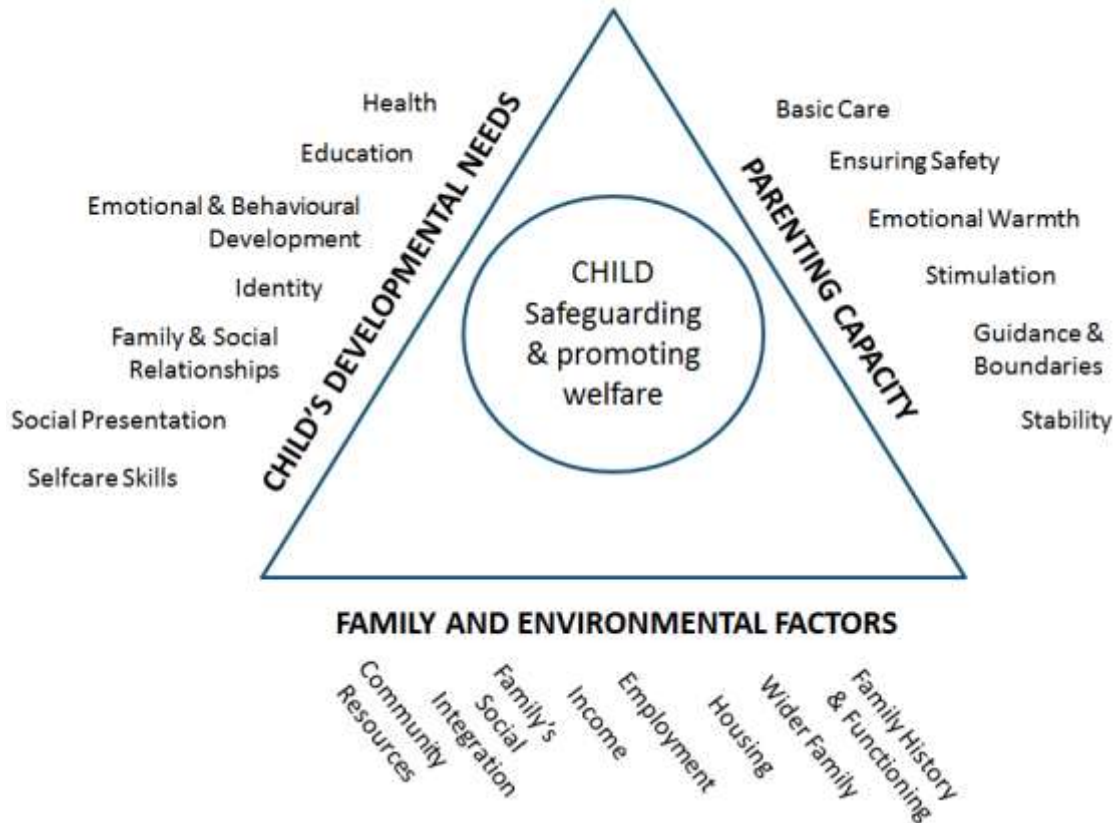 Health
Education
Emotional & Behavioural
Development
Identity
Family & Social
Relationships
Social Presentation
Selfcare Skills
CHILD'S DEVELOPMENTAL NEEDS
CHILD
Safeguarding
& promoting
welfare
PARENTING CAPACITY
Basic Care
Ensuring Safety
Emotional Warmth
Stimulation
Guidance &
Boundaries
Stability
FAMILY AND ENVIRONMENTAL FACTORS
Community
Resources
Family's
Social
Integration
Income
Employment
Housing
Wider Family
Family History
& Functioning